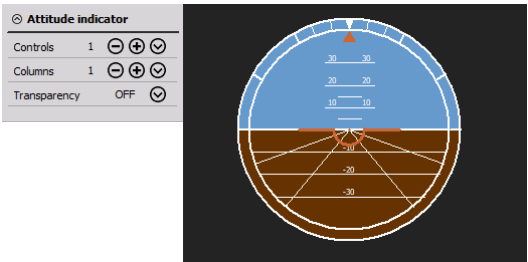 Attitude indicator
Controls 1
Columns 1
Transparency OFF
30 30
20 20
10 10
-10
-20
-30